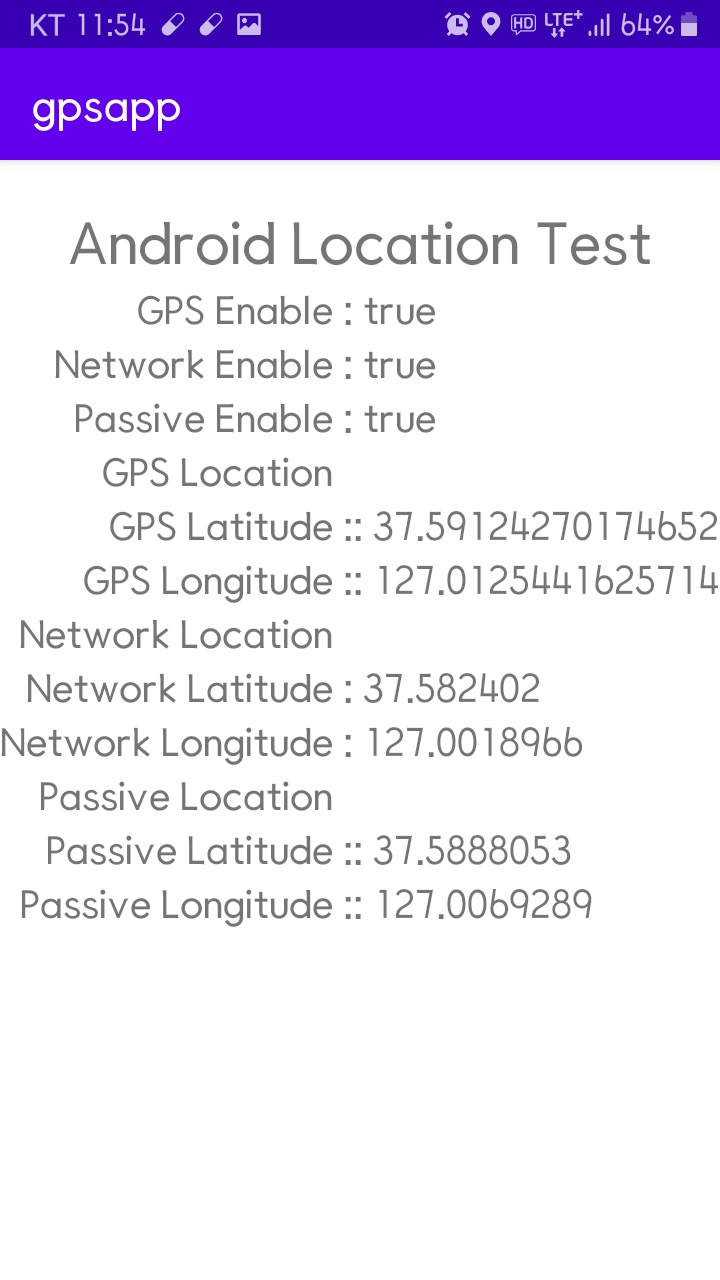 KT 11:54 HD LTE+ 64%
gpsapp
Android Location Test
GPS Enable : true
Network Enable : true
Passive Enable : true
GPS Location
GPS Latitude :: 37.59124270174652
GPS Longitude :: 127.0125441625714
Network Location
Network Latitude : 37.582402
Network Longitude : 127.0018966
Passive Location
Passive Latitude :: 37.5888053
Passive Longitude :: 127.0069289